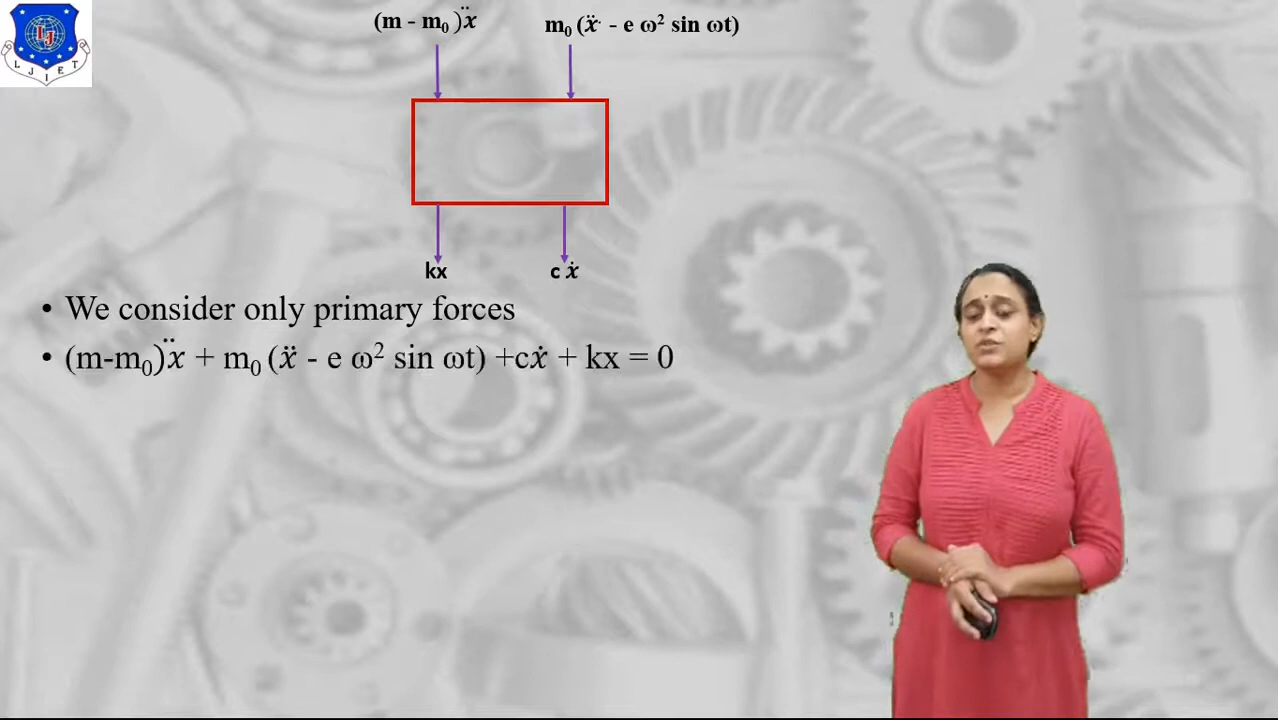 (m - m₀)ẍ m₀ (ẍ - e ω² sin ωt)
LJ
L J I E T
kx c ẋ
• We consider only primary forces
• (m-m₀)ẍ + m₀ (ẍ - e ω² sin ωt) +cẋ + kx = 0